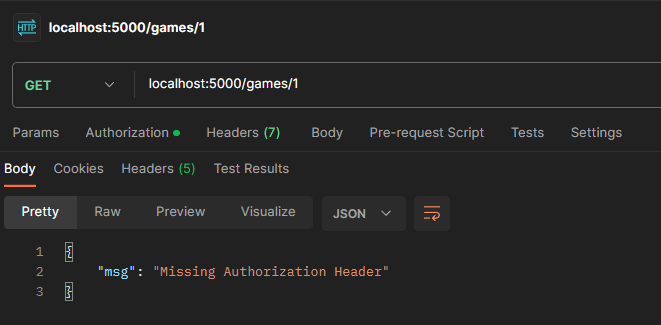 HTTP localhost:5000/games/1
GET localhost:5000/games/1
Params Authorization Headers (7) Body Pre-request Script Tests Settings
Body Cookies Headers (5) Test Results
Pretty Raw Preview Visualize JSON
1 {
2 "msg": "Missing Authorization Header"
3 }